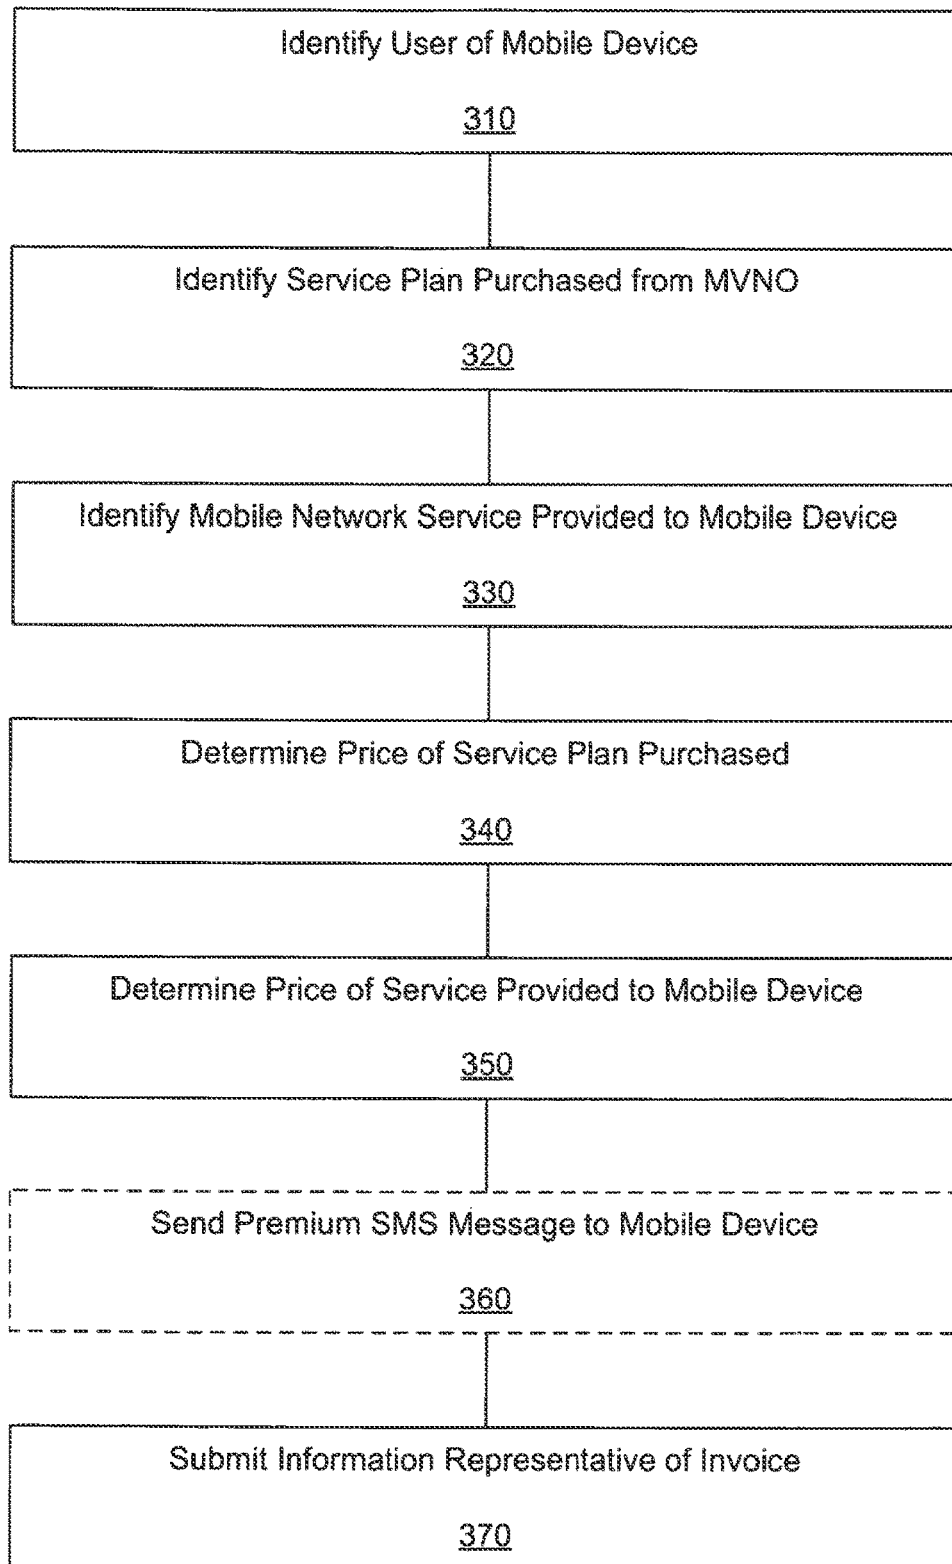 Identify User of Mobile Device
310
Identify Service Plan Purchased from MVNO
320
Identify Mobile Network Service Provided to Mobile Device
330
Determine Price of Service Plan Purchased
340
Determine Price of Service Provided to Mobile Device
350
Send Premium SMS Message to Mobile Device
360
Submit Information Representative of Invoice
370